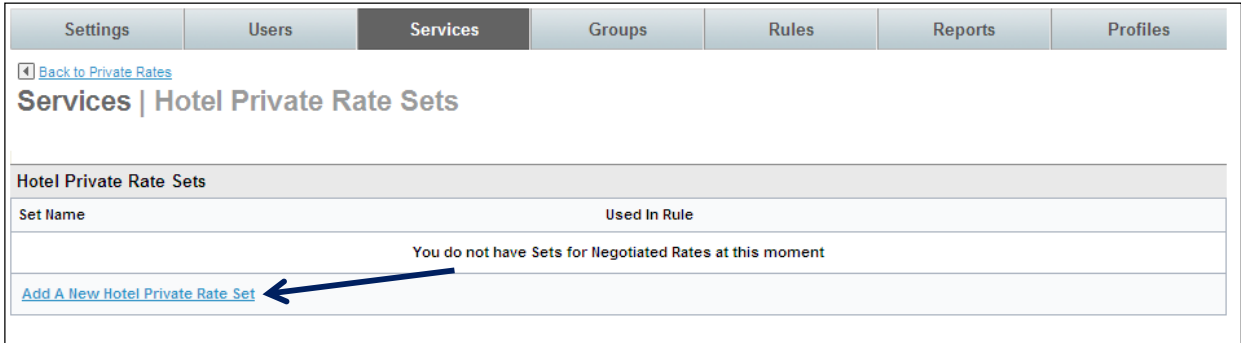 Settings Users Services Groups Rules Reports Profiles
Back to Private Rates
Services | Hotel Private Rate Sets
Hotel Private Rate Sets
Set Name Used In Rule
You do not have Sets for Negotiated Rates at this moment
Add A New Hotel Private Rate Set